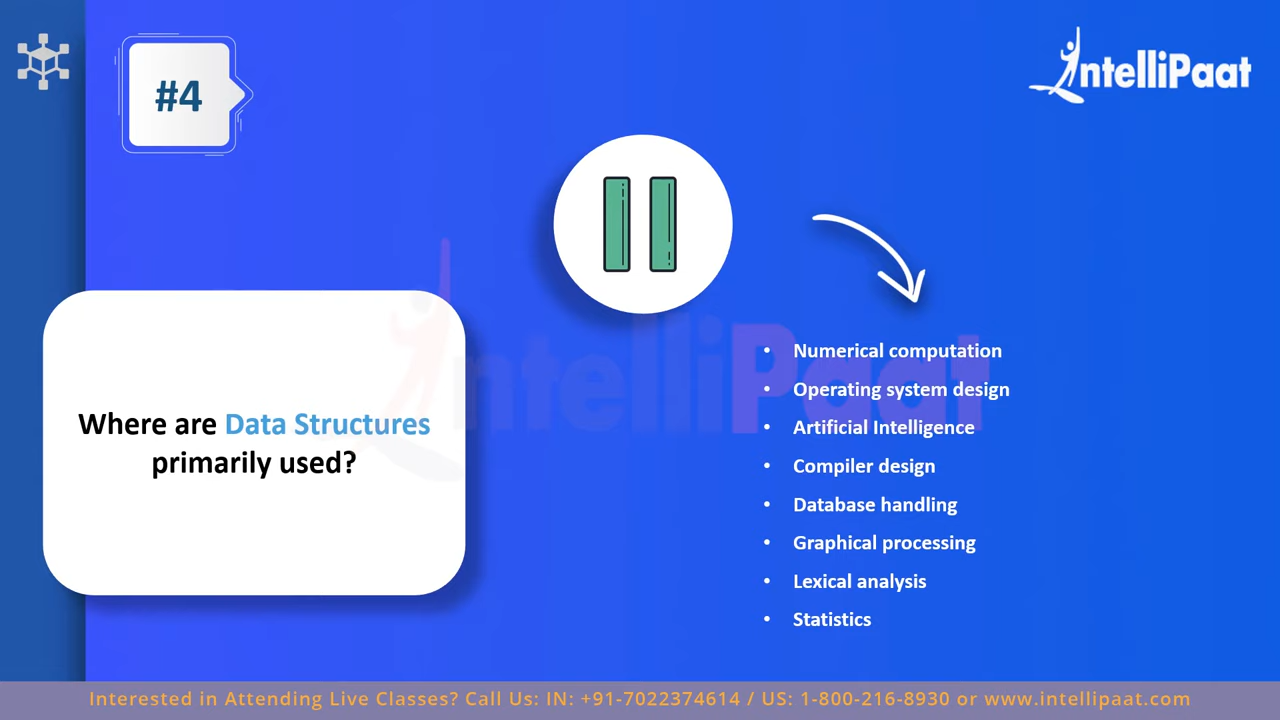 #4
IntelliPaat
Where are Data Structures
primarily used?
• Numerical computation
• Operating system design
• Artificial Intelligence
• Compiler design
• Database handling
• Graphical processing
• Lexical analysis
• Statistics
IntelliPaat
Interested in Attending Live Classes? Call Us: IN: +91-7022374614 / US: 1-800-216-8930 or www.intellipaat.com